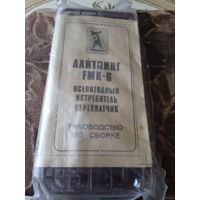 ЛАЙТНИНГ
FMK-6
ВСЕПОГОДНЫЙ
ИСТРЕБИТЕЛЬ
ПЕРЕХВАТЧИК
РУКОВОДСТВО
ПО СБОРКЕ